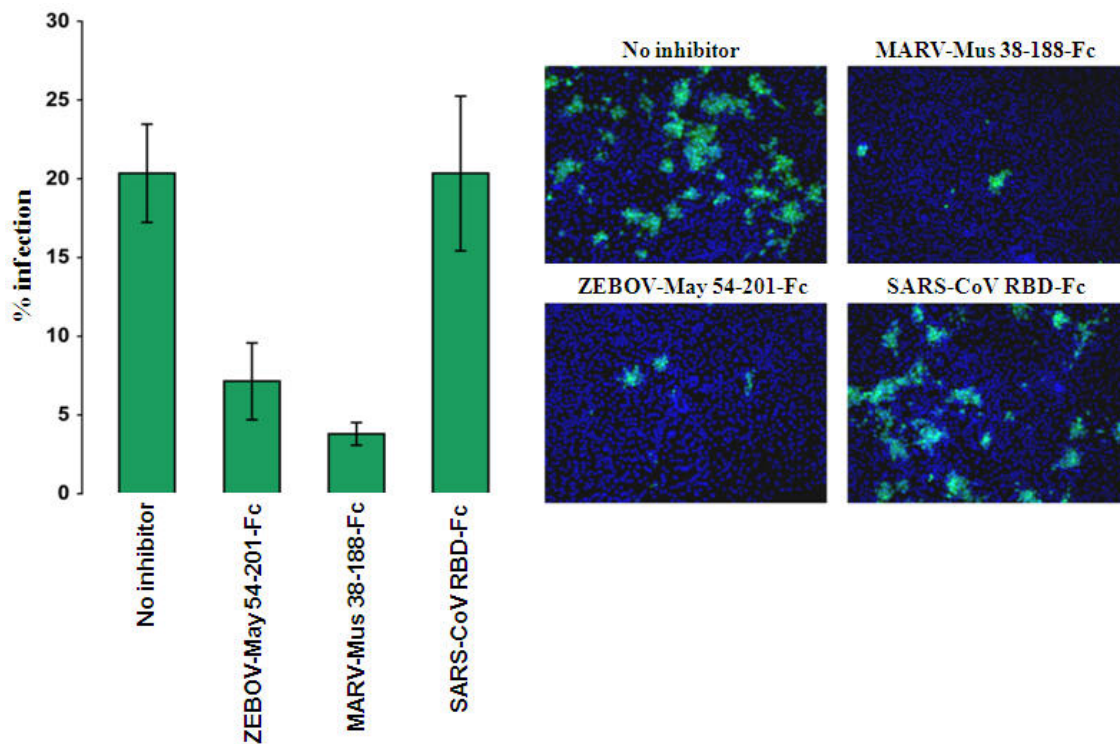 30
25
20
15
10
5
0
% infection
No inhibitor
ZEBOV-May 54-201-Fc
MARV-Mus 38-188-Fc
SARS-CoV RBD-Fc
No inhibitor
MARV-Mus 38-188-Fc
ZEBOV-May 54-201-Fc
SARS-CoV RBD-Fc